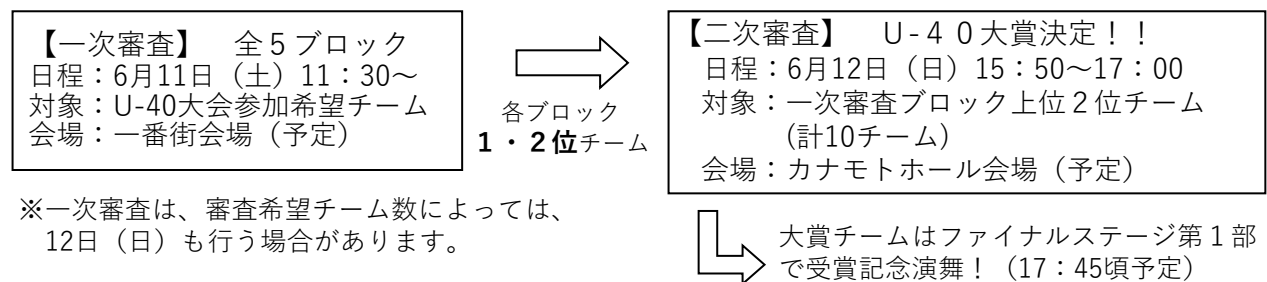 【一次審査】 全５ブロック
日程：6月11日（土）11：30～
対象：U-40大会参加希望チーム
会場：一番街会場（予定）
各ブロック
１・２位チーム
【二次審査】 U-４０大賞決定！！
日程：6月12日（日）15：50～17：00
対象：一次審査ブロック上位２位チーム
(計10チーム)
会場：カナモトホール会場（予定）
※一次審査は、審査希望チーム数によっては、
12日（日）も行う場合があります。
大賞チームはファイナルステージ第１部
で受賞記念演舞！（17：45頃予定）